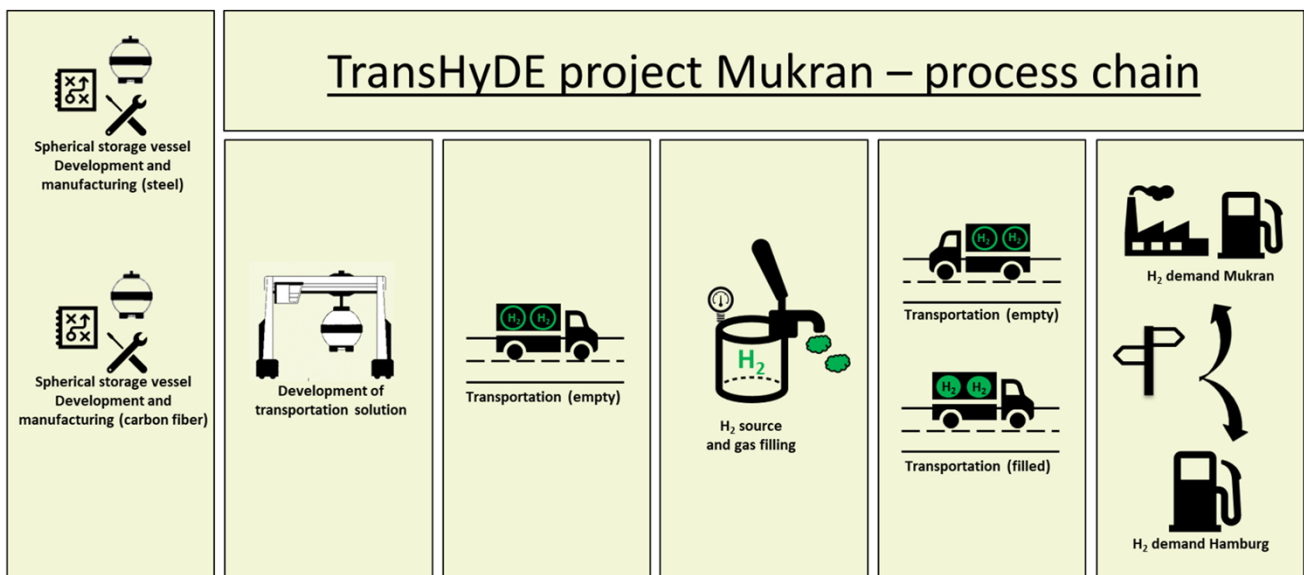 TransHyDE project Mukran – process chain
Spherical storage vessel
Development and
manufacturing (steel)
Spherical storage vessel
Development and
manufacturing (carbon fiber)
Development of
transportation solution
H₂ H₂
Transportation (empty)
H₂
H₂ source
and gas filling
H₂ H₂
Transportation (empty)
H₂ H₂
Transportation (filled)
H₂ demand Mukran
H₂ demand Hamburg